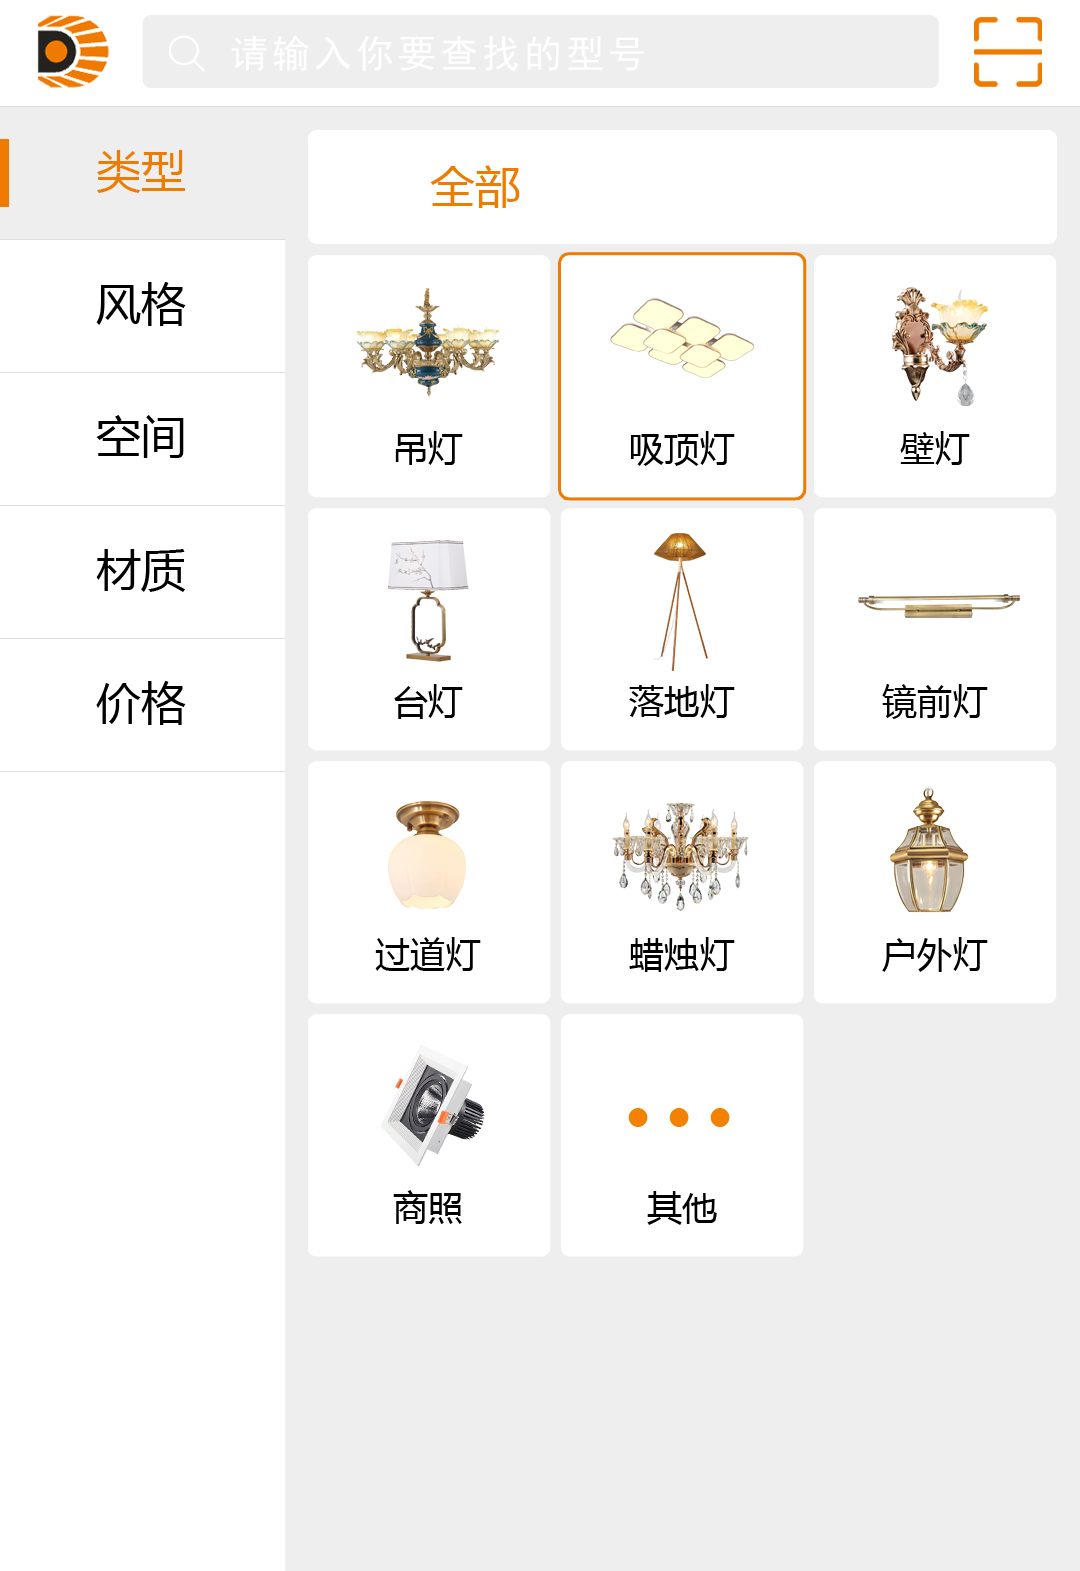 请输入你要查找的型号
类型
风格
空间
材质
价格
全部
吊灯
吸顶灯
壁灯
台灯
落地灯
镜前灯
过道灯
蜡烛灯
户外灯
商照
其他